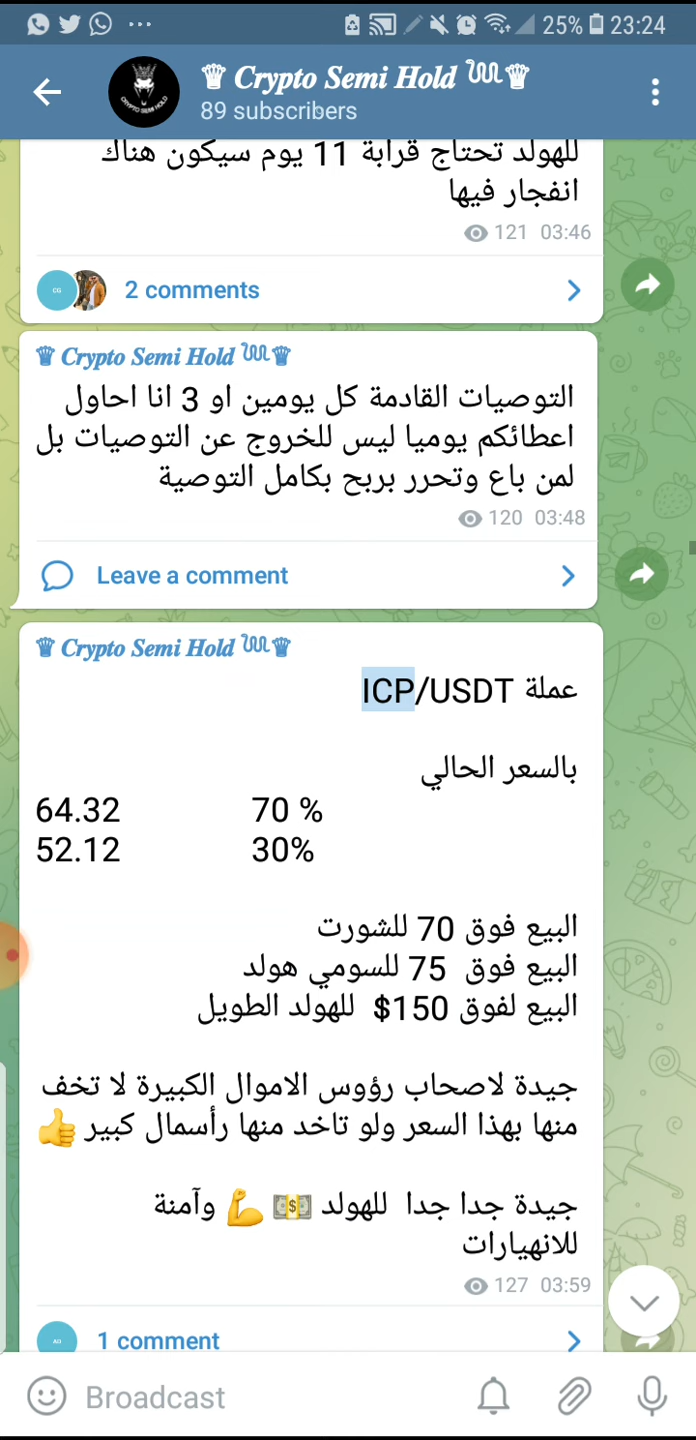 25% 23:24
♛ Crypto Semi Hold ♛
89 subscribers
للهولد تحتاج قرابة 11 يوم سيكون هناك
انفجار فيها
121 03:46
2 comments
♛ Crypto Semi Hold ♛
التوصيات القادمة كل يومين او 3 انا احاول
اعطائكم يوميا ليس للخروج عن التوصيات بل
لمن باع وتحرر بربح بكامل التوصية
120 03:48
Leave a comment
♛ Crypto Semi Hold ♛
عملة ICP/USDT
بالسعر الحالي
64.32 70 %
52.12 30%
البيع فوق 70 للشورت
البيع فوق 75 للسومي هولد
البيع لفوق 150$ للهولد الطويل
جيدة لاصحاب رؤوس الاموال الكبيرة لا تخف
منها بهذا السعر ولو تاخد منها رأسمال كبير 👍
جيدة جدا جدا للهولد 💵 💪 وآمنة
للانهيارات
127 03:59
1 comment
Broadcast